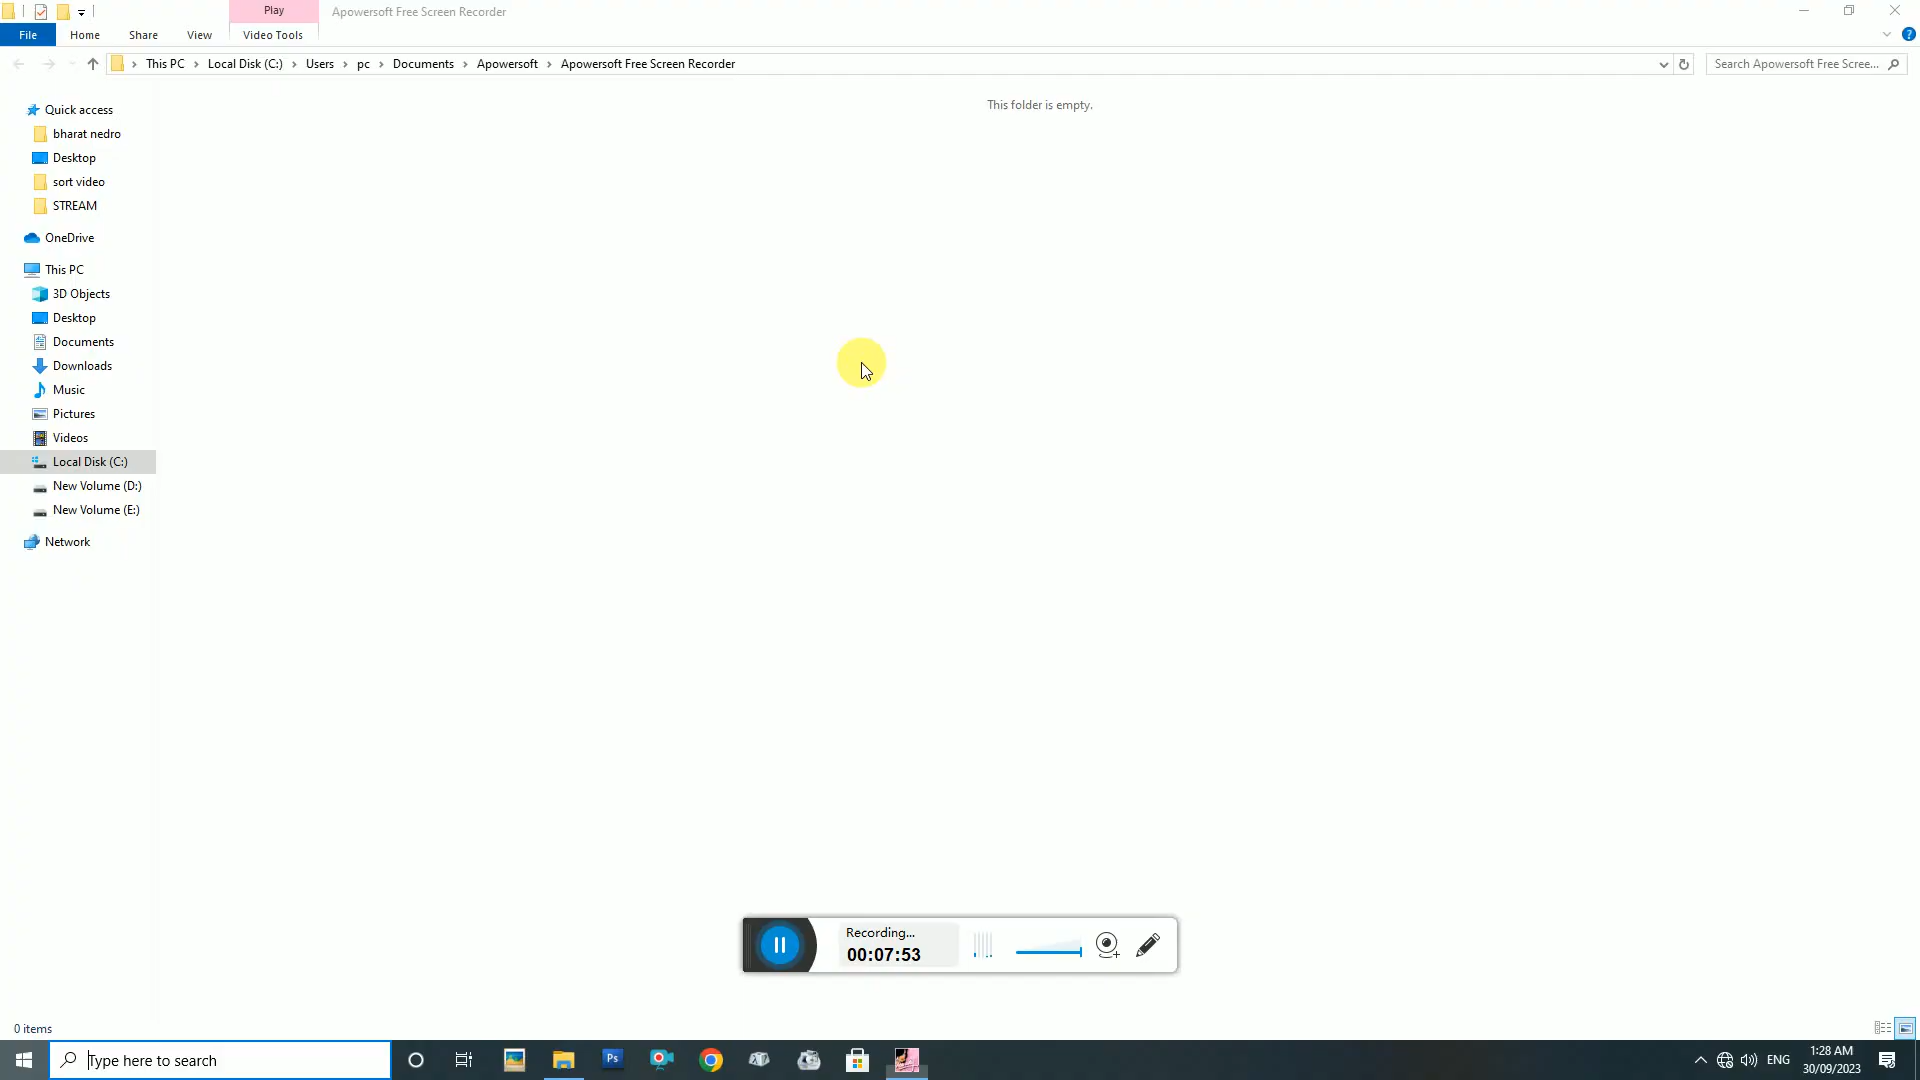 Play
Apowersoft Free Screen Recorder
File
Home
Share
View
Video Tools
This PC
Local Disk (C:)
Users
pc
Documents
Apowersoft
Apowersoft Free Screen Recorder
Search Apowersoft Free Scree...
This folder is empty.
Quick access
bharat nedro
Desktop
sort video
STREAM
OneDrive
This PC
3D Objects
Desktop
Documents
Downloads
Music
Pictures
Videos
Local Disk (C:)
New Volume (D:)
New Volume (E:)
Network
Recording...
00:07:53
0 items
Type here to search
Ps
ENG
1:28 AM
30/09/2023